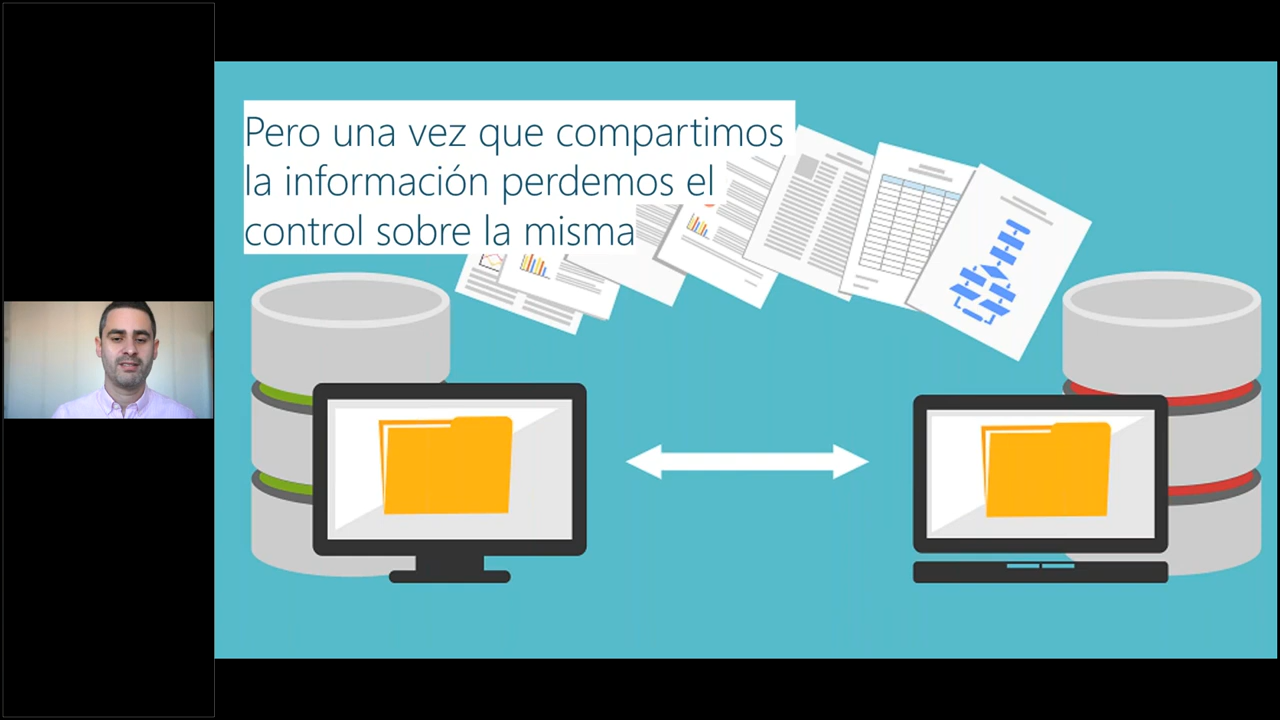 Pero una vez que compartimos
la información perdemos el
control sobre la misma